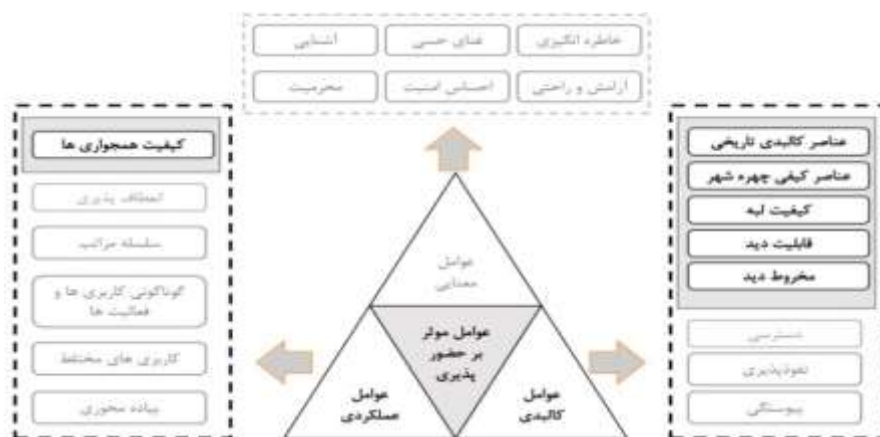 خاطره انگیزی
غنای حسی
آشنایی
آرامش و راحتی
احساس امنیت
محرمیت
عناصر کالبدی تاریخی
عناصر کیفی چهره شهر
کیفیت لبه
قابلیت دید
مخروط دید
دسترسی
نفوذپذیری
پیوستگی
عوامل
معنایی
عوامل موثر
بر حضور
پذیری
عوامل
کالبدی
عوامل
عملکردی
کیفیت همجواری ها
انعطاف پذیری
سلسله مراتب
گوناگونی کاربری ها و
فعالیت ها
کاربری های مختلط
پیاده محوری